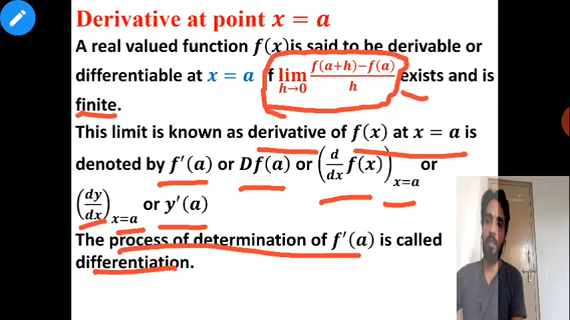 Derivative at point x = a
A real valued function f(x)is said to be derivable or
differentiable at x = a if lim h→0 f(a+h)−f(a)/h exists and is
finite.
This limit is known as derivative of f(x) at x = a is
denoted by f′(a) or Df(a) or (d/dx f(x)) x=a or
(dy/dx) x=a or y′(a)
The process of determination of f′(a) is called
differentiation.